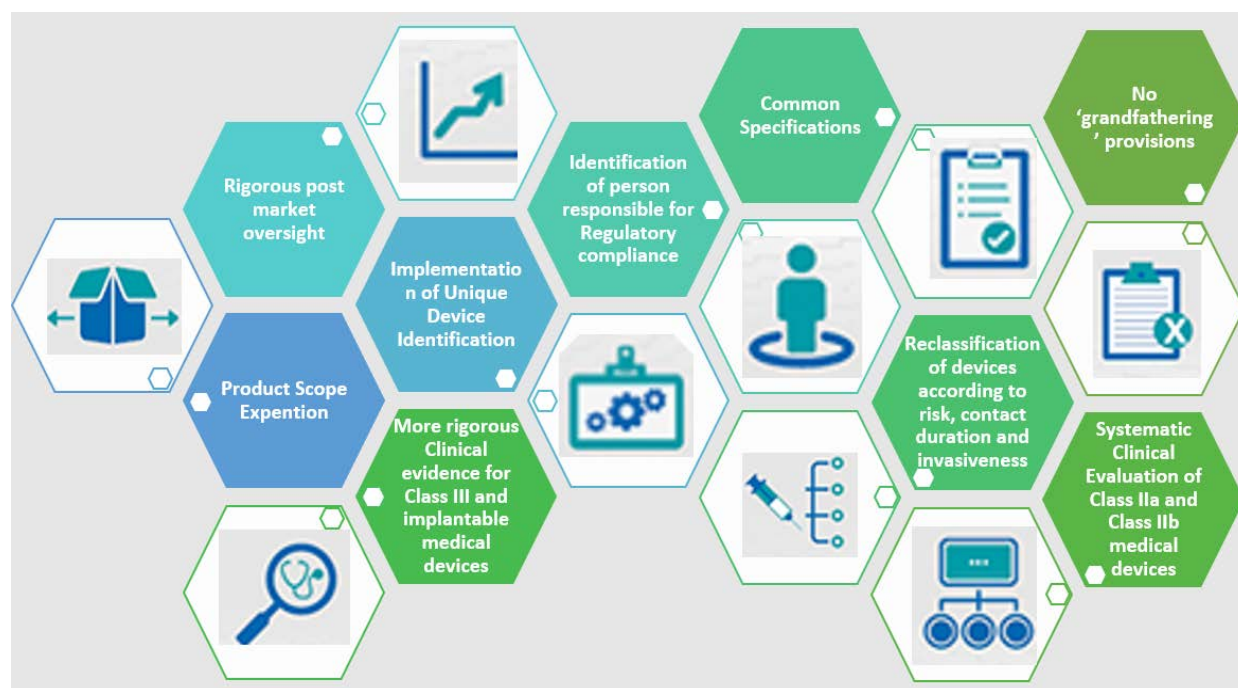 Rigorous post
market
oversight
Product Scope
Expention
Implementatio
n of Unique
Device
Identification
More rigorous
Clinical
evidence for
Class III and
implantable
medical
devices
Identification
of person
responsible for
Regulatory
compliance
Common
Specifications
Reclassification
of devices
according to
risk, contact
duration and
invasiveness
No
‘grandfathering
’ provisions
Systematic
Clinical
Evaluation of
Class IIa and
Class IIb
medical
devices